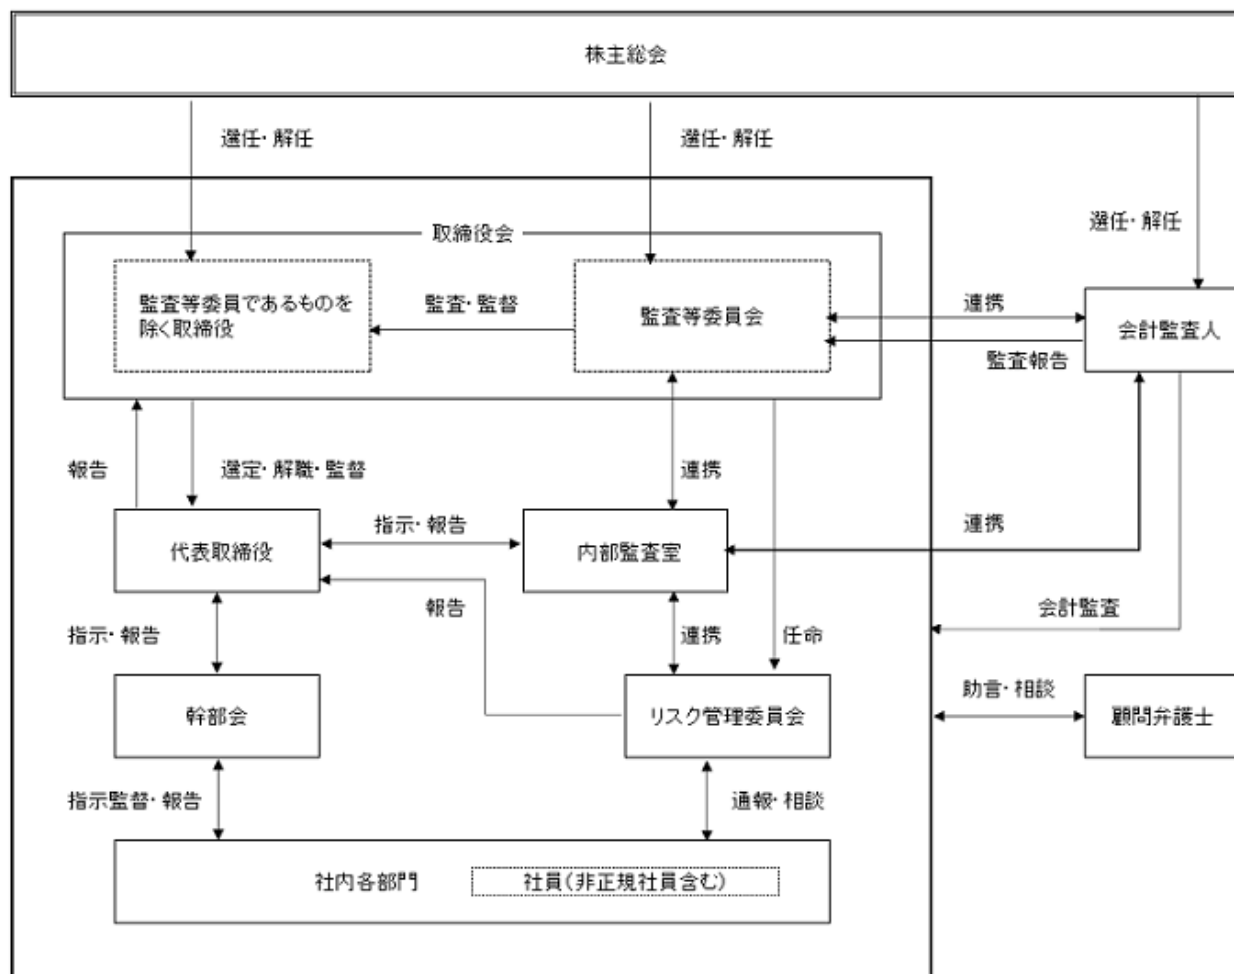 株主総会
選任・解任
選任・解任
選任・解任
取締役会
監査等委員であるものを
除く取締役
監査・監督
監査等委員会
連携
会計監査人
監査報告
報告
選定・解職・監督
連携
連携
代表取締役
指示・報告
内部監査室
報告
会計監査
指示・報告
連携
任命
助言・相談
幹部会
リスク管理委員会
顧問弁護士
指示監督・報告
通報・相談
社内各部門
社員(非正規社員含む)